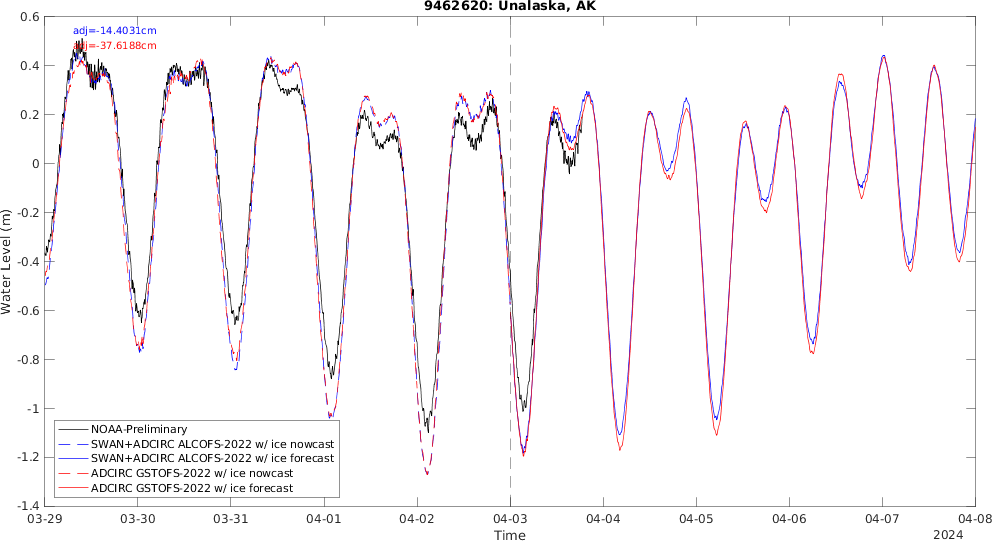 9462620: Unalaska, AK
adj=-14.4031cm
adj=-37.6188cm
0.6
0.4
0.2
0
-0.2
-0.4
-0.6
-0.8
-1
-1.2
-1.4
Water Level (m)
NOAA-Preliminary
SWAN+ADCIRC ALCOFS-2022 w/ ice nowcast
SWAN+ADCIRC ALCOFS-2022 w/ ice forecast
ADCIRC GSTOFS-2022 w/ ice nowcast
ADCIRC GSTOFS-2022 w/ ice forecast
03-29 03-30 03-31 04-01 04-02 04-03 04-04 04-05 04-06 04-07 04-08
Time
2024